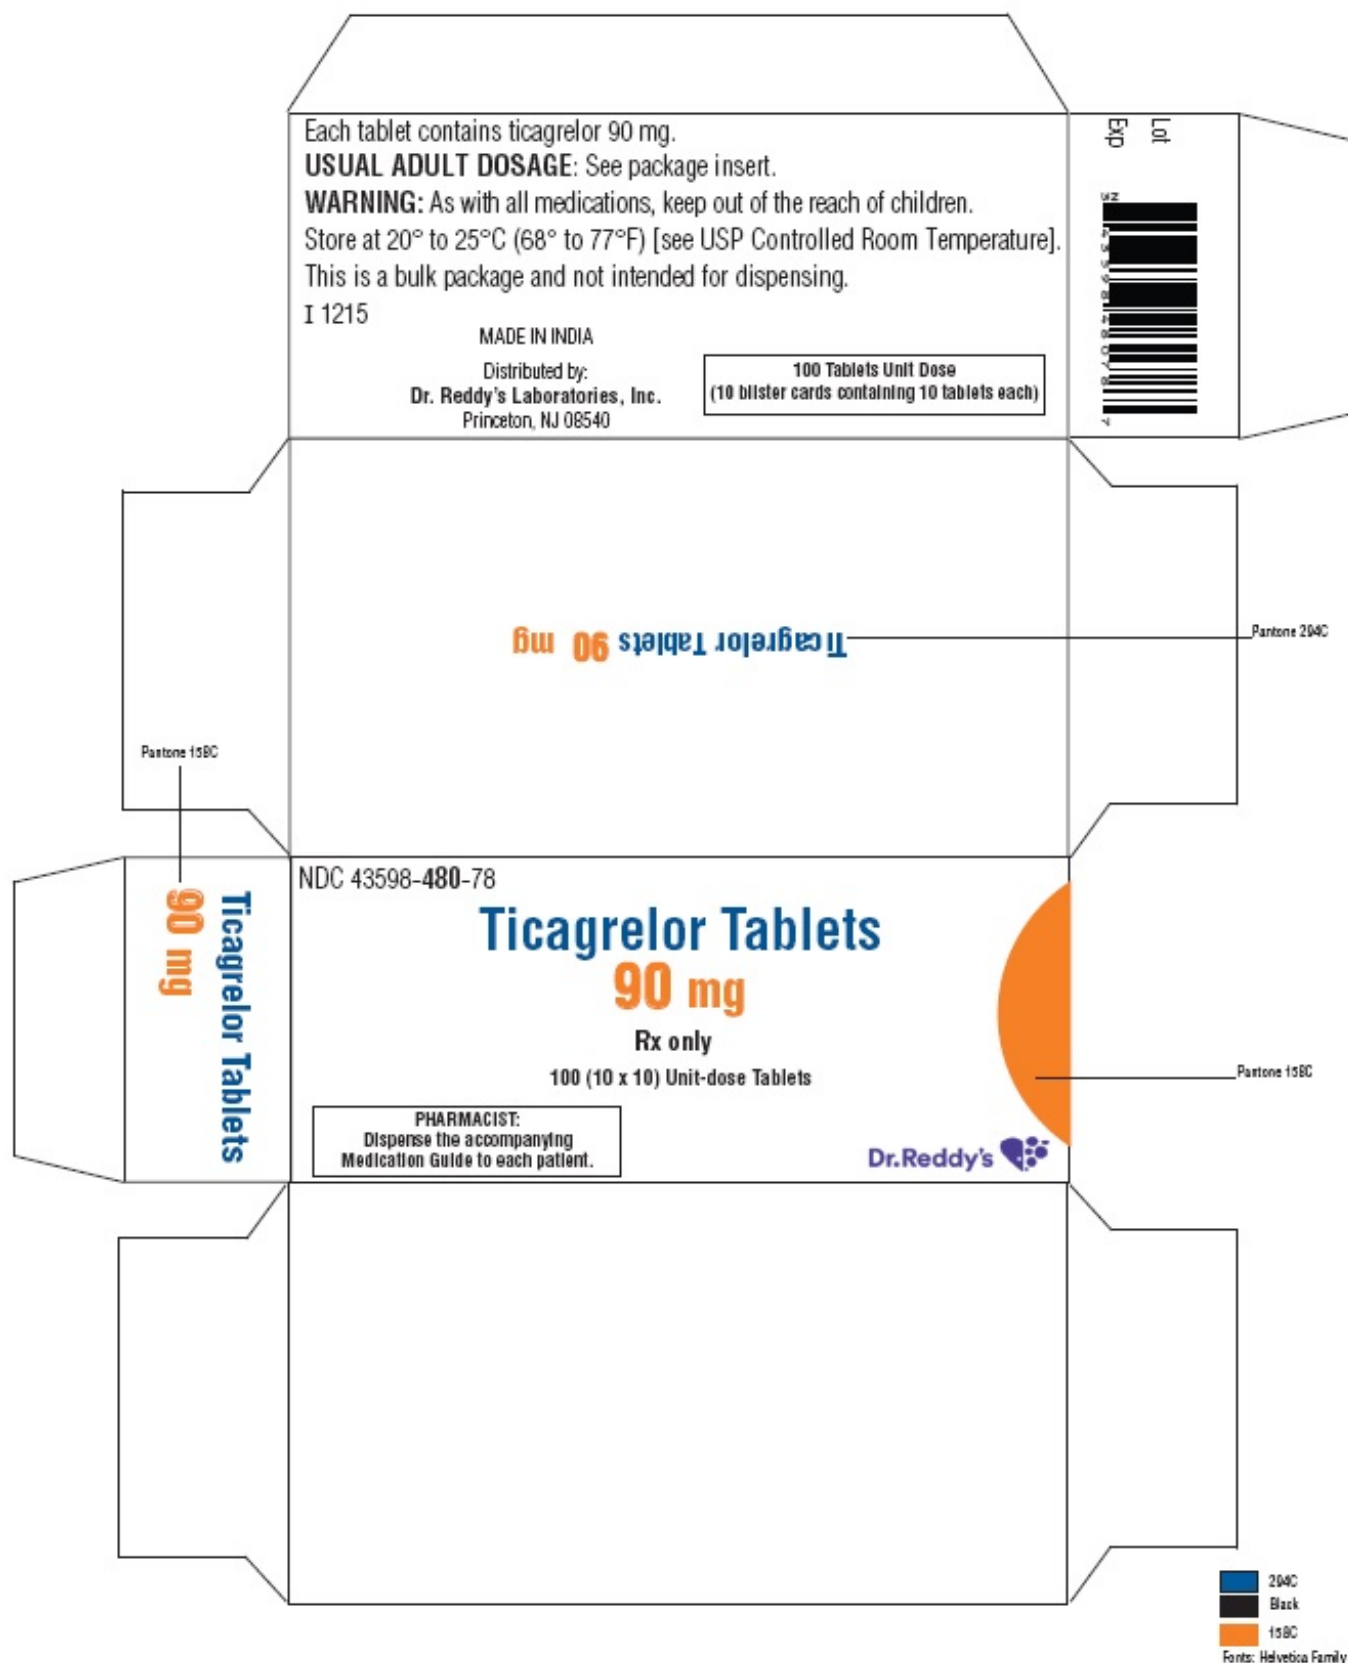 Each tablet contains ticagrelor 90 mg.
USUAL ADULT DOSAGE: See package insert.
WARNING: As with all medications, keep out of the reach of children.
Store at 20° to 25°C (68° to 77°F) [see USP Controlled Room Temperature].
This is a bulk package and not intended for dispensing.
I 1215
MADE IN INDIA
Distributed by:
Dr. Reddy's Laboratories, Inc.
Princeton, NJ 08540
100 Tablets Unit Dose
(10 blister cards containing 10 tablets each)
Lot
Exp
3N 4359848078 7
Ticagrelor Tablets 90 mg
Pantone 294C
Pantone 158C
Ticagrelor Tablets
90 mg
NDC 43598-480-78
Ticagrelor Tablets
90 mg
Rx only
100 (10 x 10) Unit-dose Tablets
PHARMACIST:
Dispense the accompanying
Medication Guide to each patient.
Dr.Reddy's
Pantone 158C
294C
Black
158C
Fonts: Helvetica Family